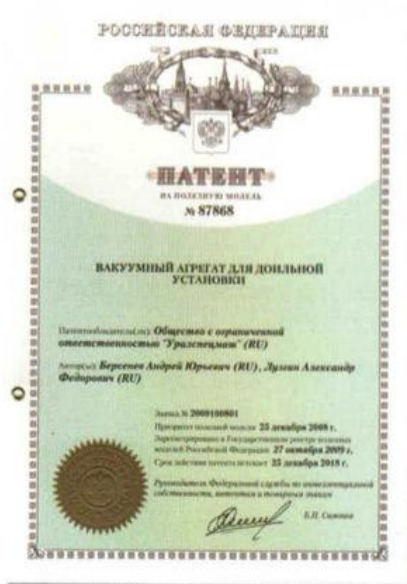 РОССИЙСКАЯ ФЕДЕРАЦИЯ
ПАТЕНТ
НА ПОЛЕЗНУЮ МОДЕЛЬ
№ 87868
ВАКУУМНЫЙ АГРЕГАТ ДЛЯ ДОИЛЬНОЙ
УСТАНОВКИ
Патентообладатель(ли): Общество с ограниченной
ответственностью "Уралспецмаш" (RU)
Автор(ы): Берсенев Андрей Юрьевич (RU), Александр
Федорович (RU)
Заявка № 2009100801
Приоритет полезной модели 25 декабря 2008 г.
Зарегистрировано в Государственном реестре полезных
моделей Российской Федерации 27 октября 2009 г.
Срок действия патента истекает 25 декабря 2018 г.
Руководитель Федеральной службы по интеллектуальной
собственности, патентам и товарным знакам
Б.П. Симонов